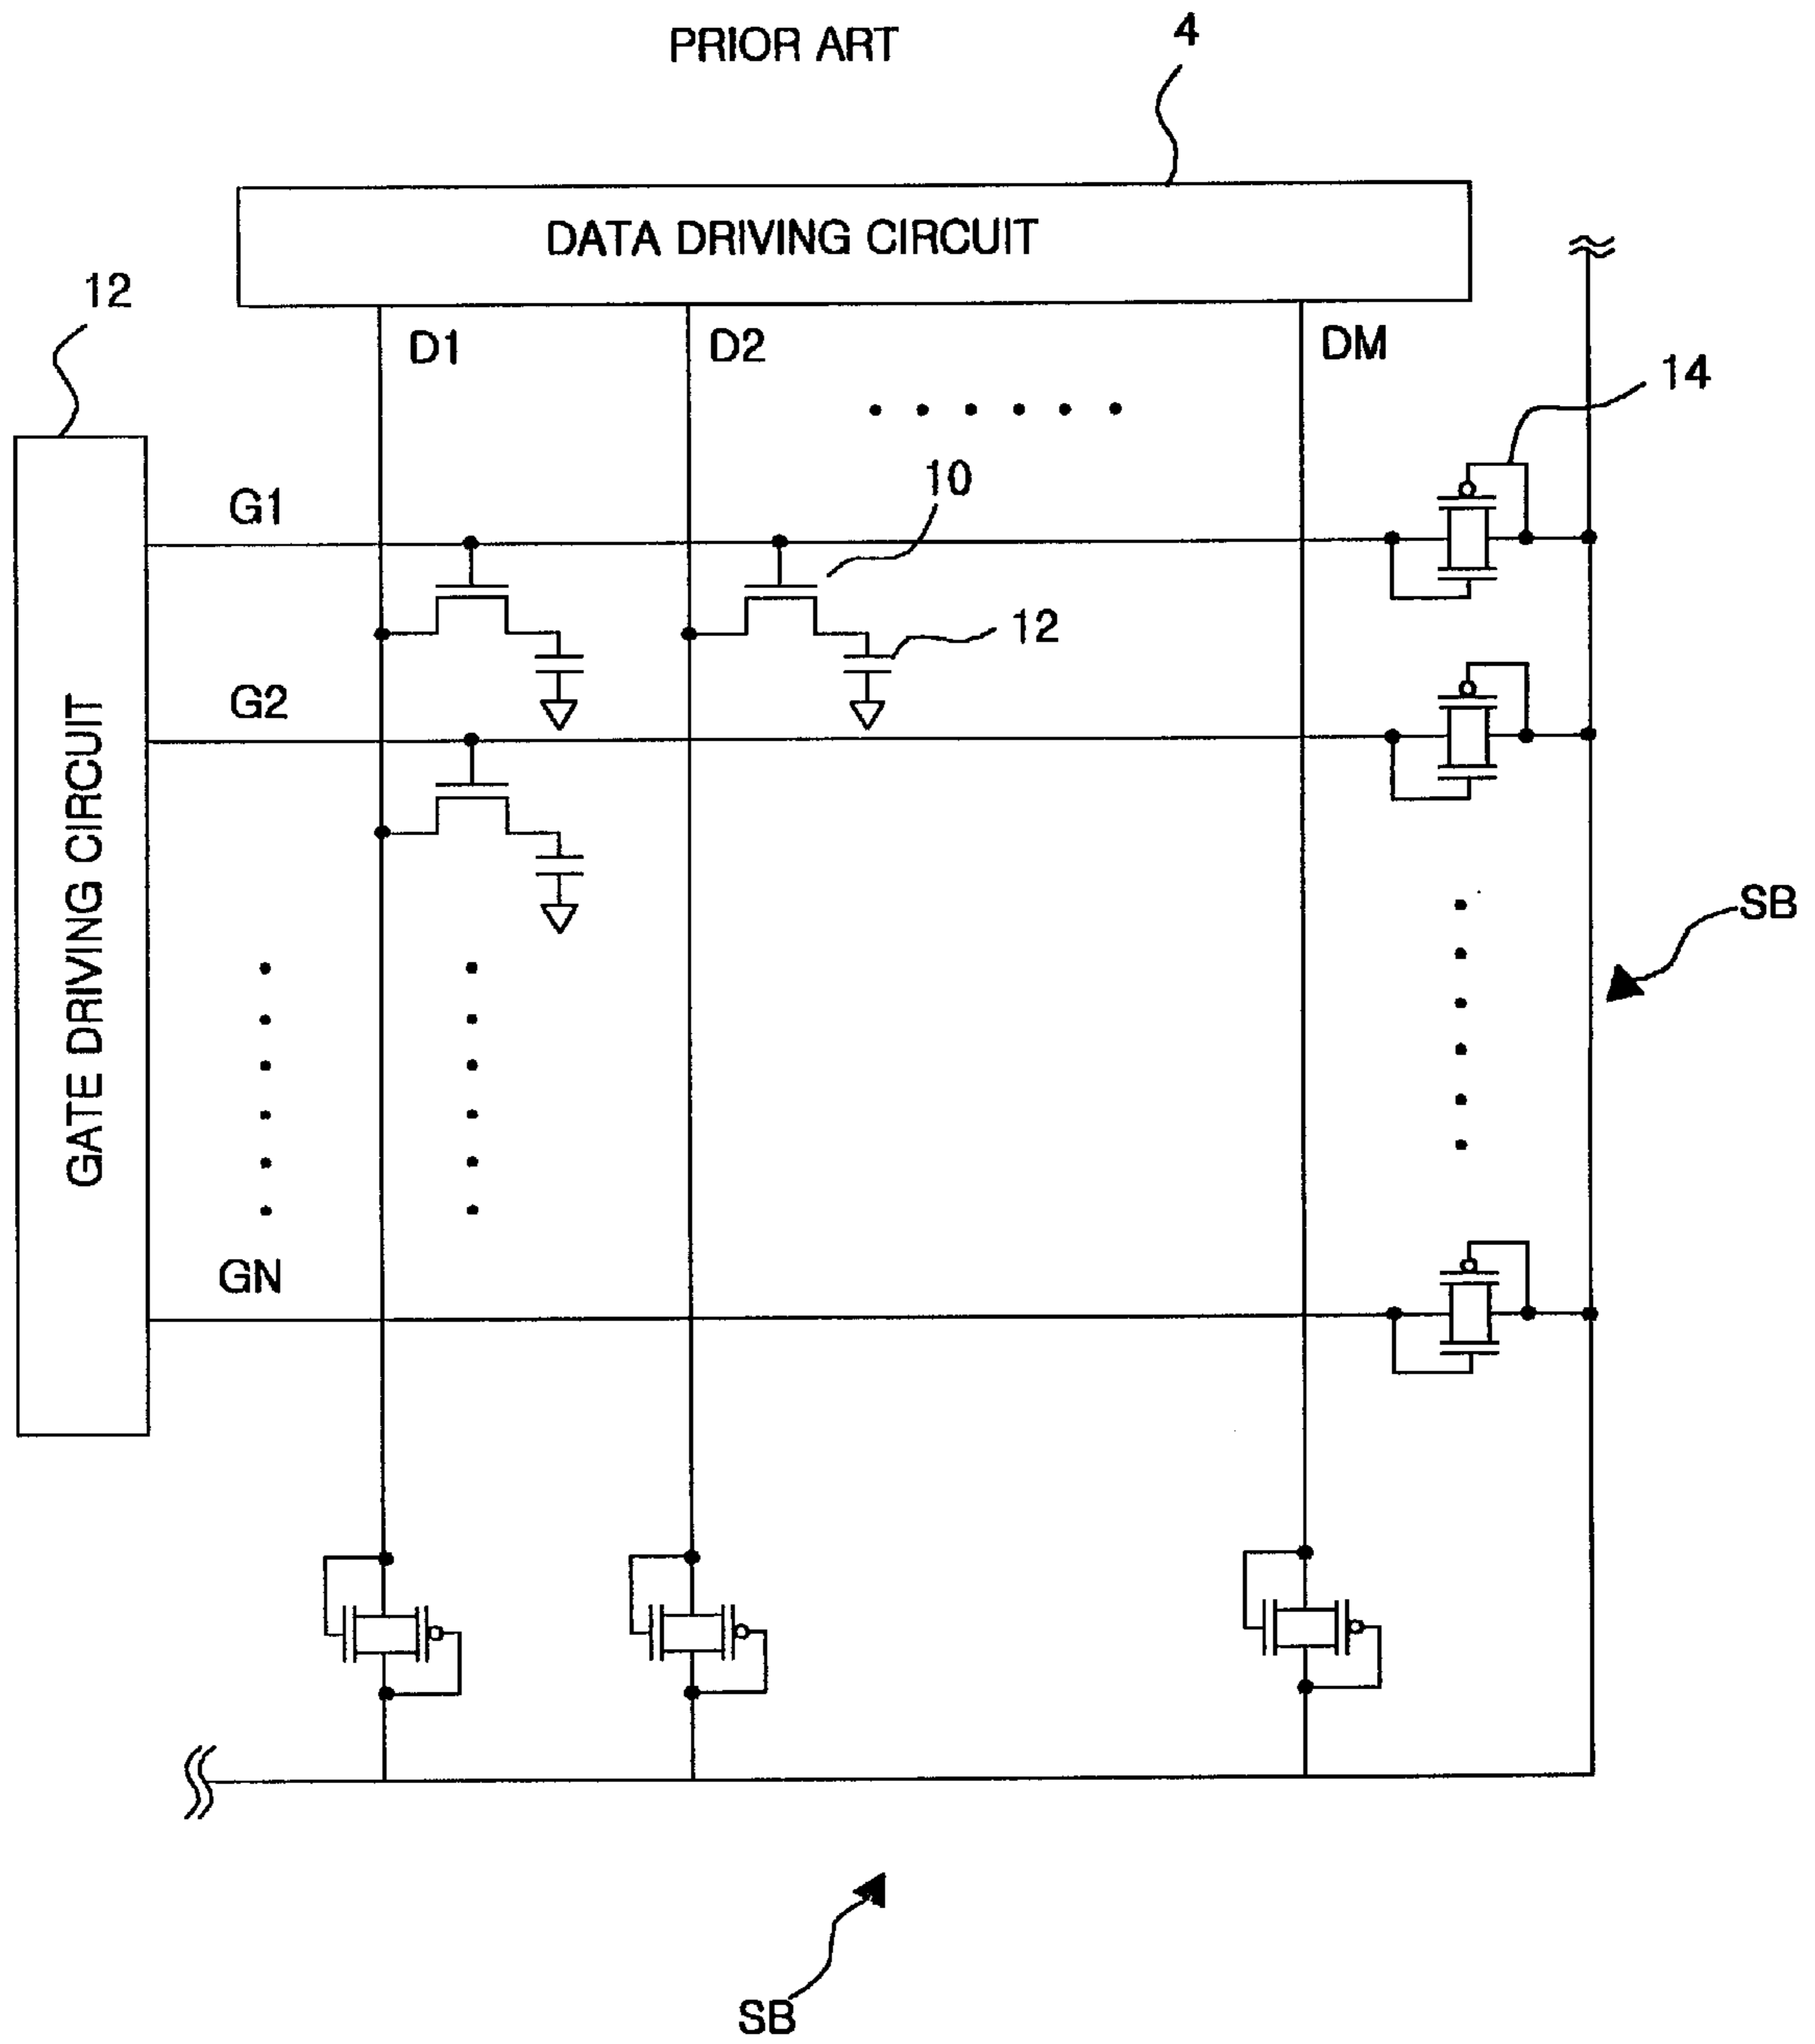 PRIOR ART
4
DATA DRIVING CIRCUIT
12
D1
D2
DM
14
G1
10
12
G2
GATE DRIVING CIRCUIT
SB
GN
SB